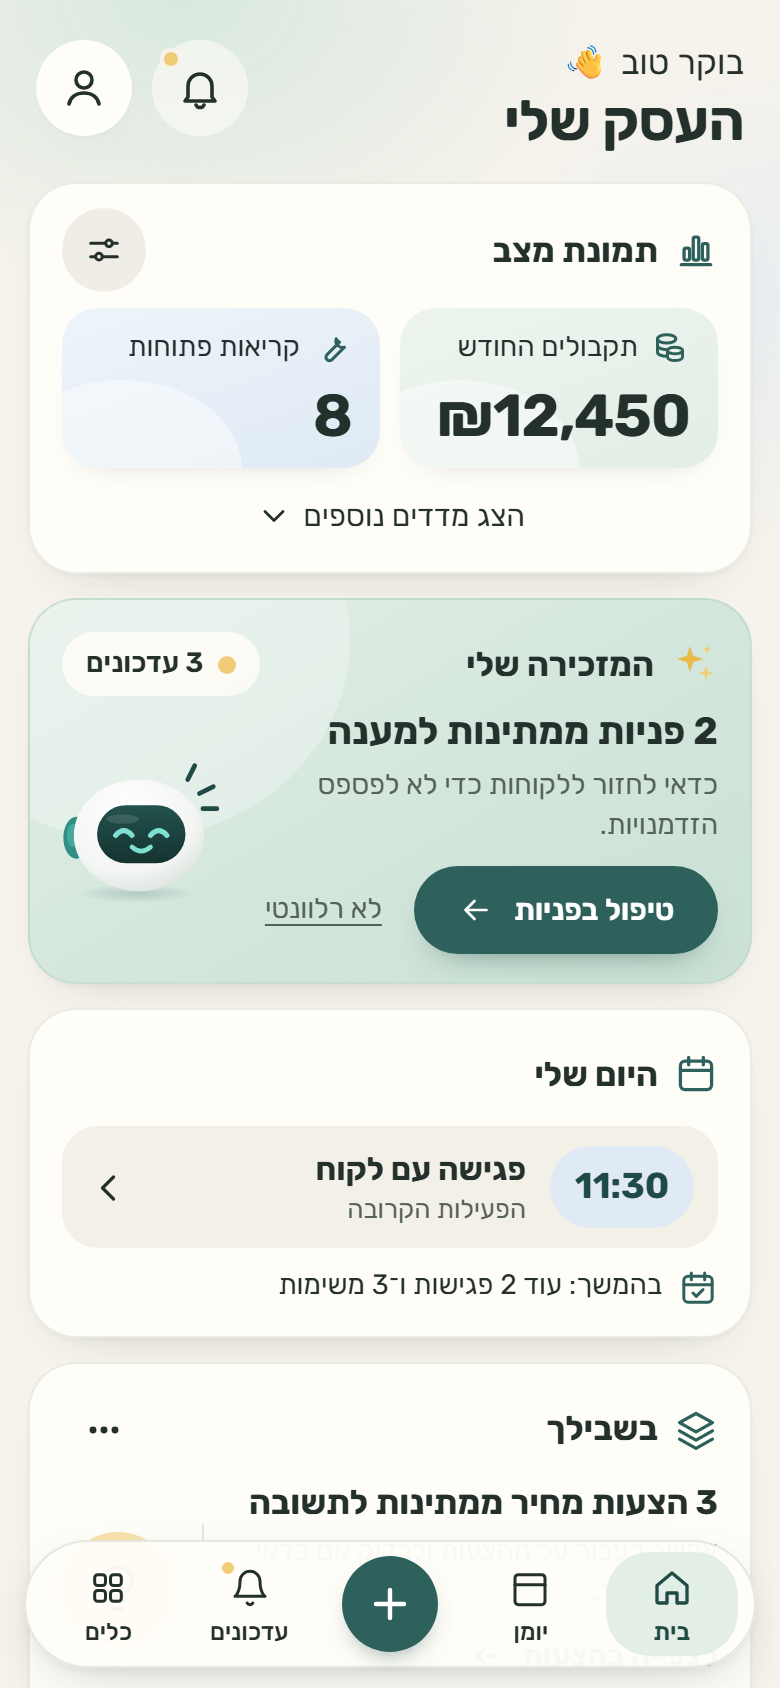 בוקר טוב 👋
העסק שלי
תמונת מצב
תקבולים החודש
₪12,450
קריאות פתוחות
8
הצג מדדים נוספים
המזכירה שלי
3 עדכונים
2 פניות ממתינות למענה
כדאי לחזור ללקוחות כדי לא לפספס
הזדמנויות.
טיפול בפניות ←
לא רלוונטי
היום שלי
11:30
פגישה עם לקוח
הפעילות הקרובה
בהמשך: עוד 2 פגישות ו־3 משימות
בשבילך
3 הצעות מחיר ממתינות לתשובה
בית
יומן
עדכונים
כלים